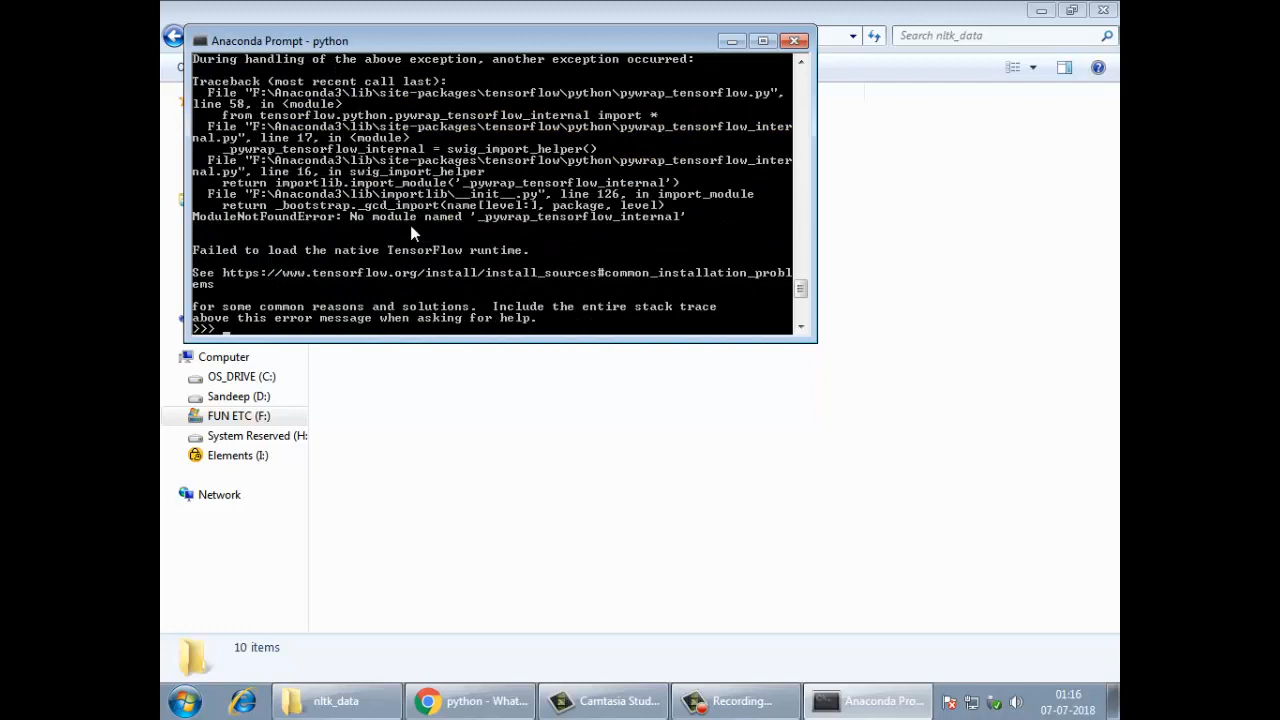 Anaconda Prompt - python
Search nltk_data
During handling of the above exception, another exception occurred:
Traceback (most recent call last):
File "F:\Anaconda3\lib\site-packages\tensorflow\python\pywrap_tensorflow.py",
line 58, in <module>
from tensorflow.python.pywrap_tensorflow_internal import *
File "F:\Anaconda3\lib\site-packages\tensorflow\python\pywrap_tensorflow_inter
nal.py", line 17, in <module>
_pywrap_tensorflow_internal = swig_import_helper()
File "F:\Anaconda3\lib\site-packages\tensorflow\python\pywrap_tensorflow_inter
nal.py", line 16, in swig_import_helper
return importlib.import_module('_pywrap_tensorflow_internal')
File "F:\Anaconda3\lib\importlib\__init__.py", line 126, in import_module
return _bootstrap._gcd_import(name[level:], package, level)
ModuleNotFoundError: No module named '_pywrap_tensorflow_internal'
Failed to load the native TensorFlow runtime.
See https://www.tensorflow.org/install/install_sources#common_installation_probl
ems
for some common reasons and solutions.  Include the entire stack trace
above this error message when asking for help.
>>> _
Computer
OS_DRIVE (C:)
Sandeep (D:)
FUN ETC (F:)
System Reserved (H:
Elements (I:)
Network
10 items
nltk_data
python - What...
Camtasia Stud...
Recording...
Anaconda Pro...
01:16
07-07-2018